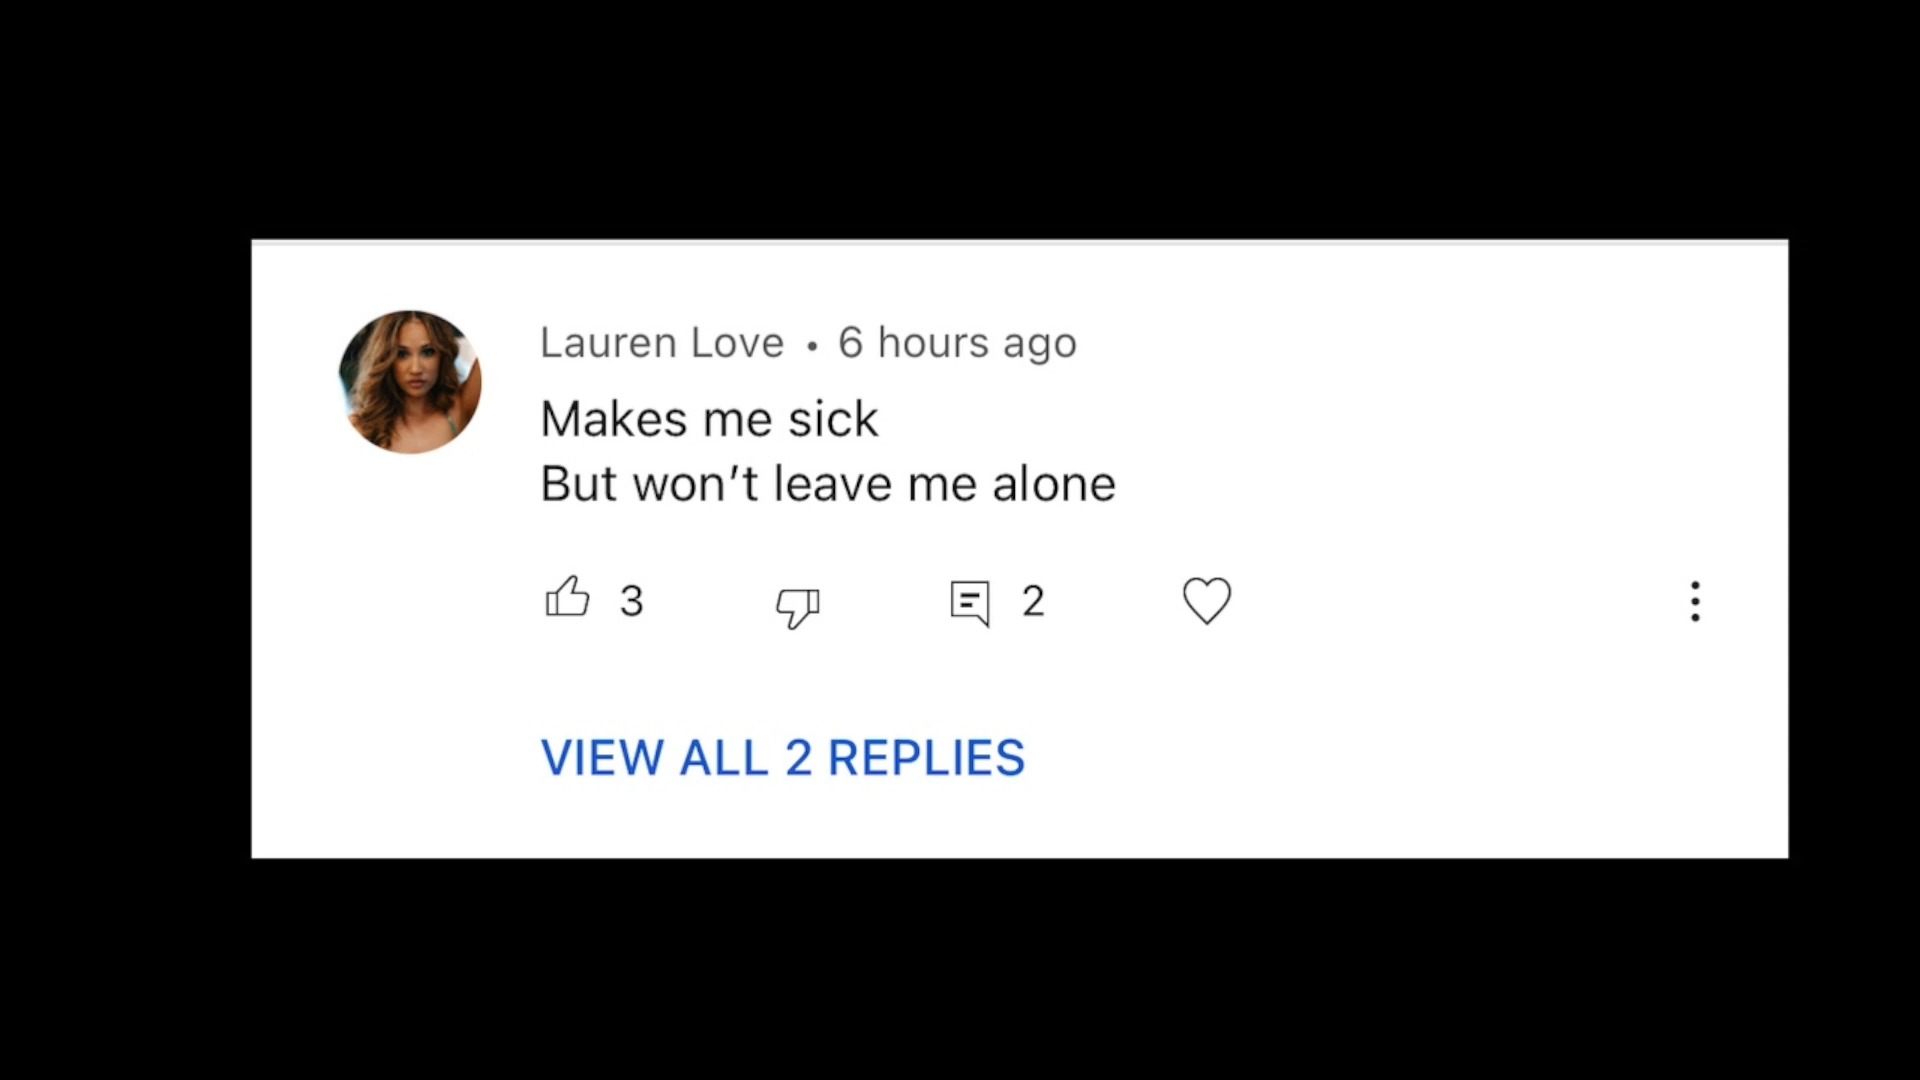 Lauren Love • 6 hours ago
Makes me sick
But won’t leave me alone
3 2
VIEW ALL 2 REPLIES